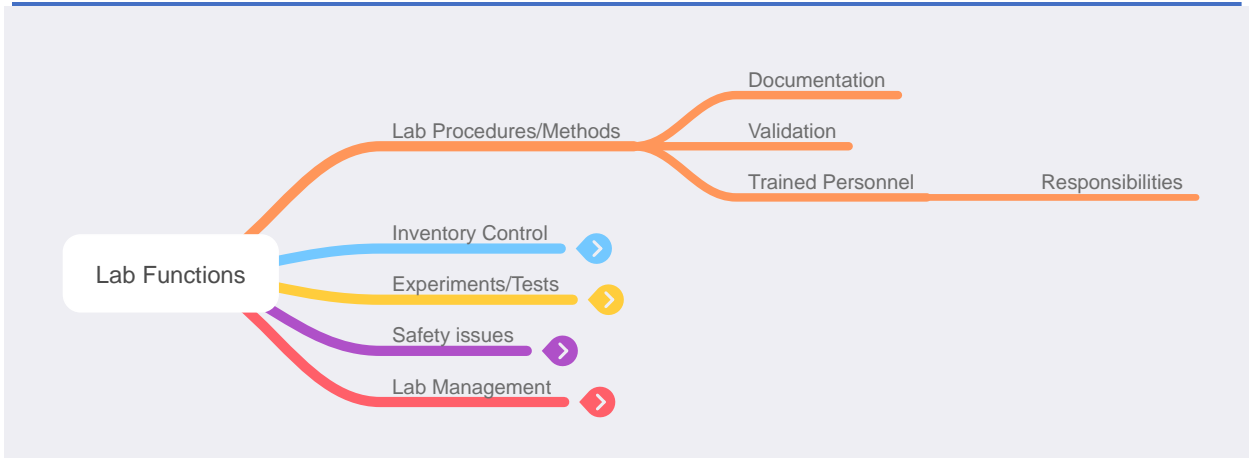 Documentation
Lab Procedures/Methods
Validation
Trained Personnel
Responsibilities
Inventory Control
Lab Functions
Experiments/Tests
Safety issues
Lab Management